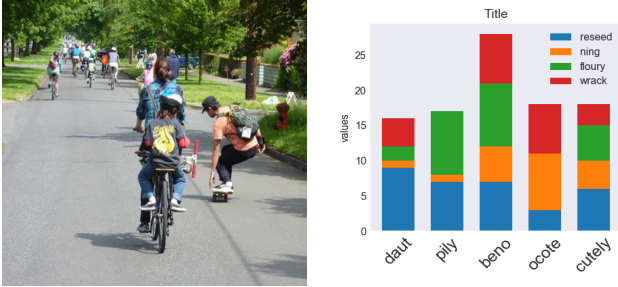 Title
values
25
20
15
10
5
0
reseed
ning
floury
wrack
daut
pily
beno
ocote
cutely